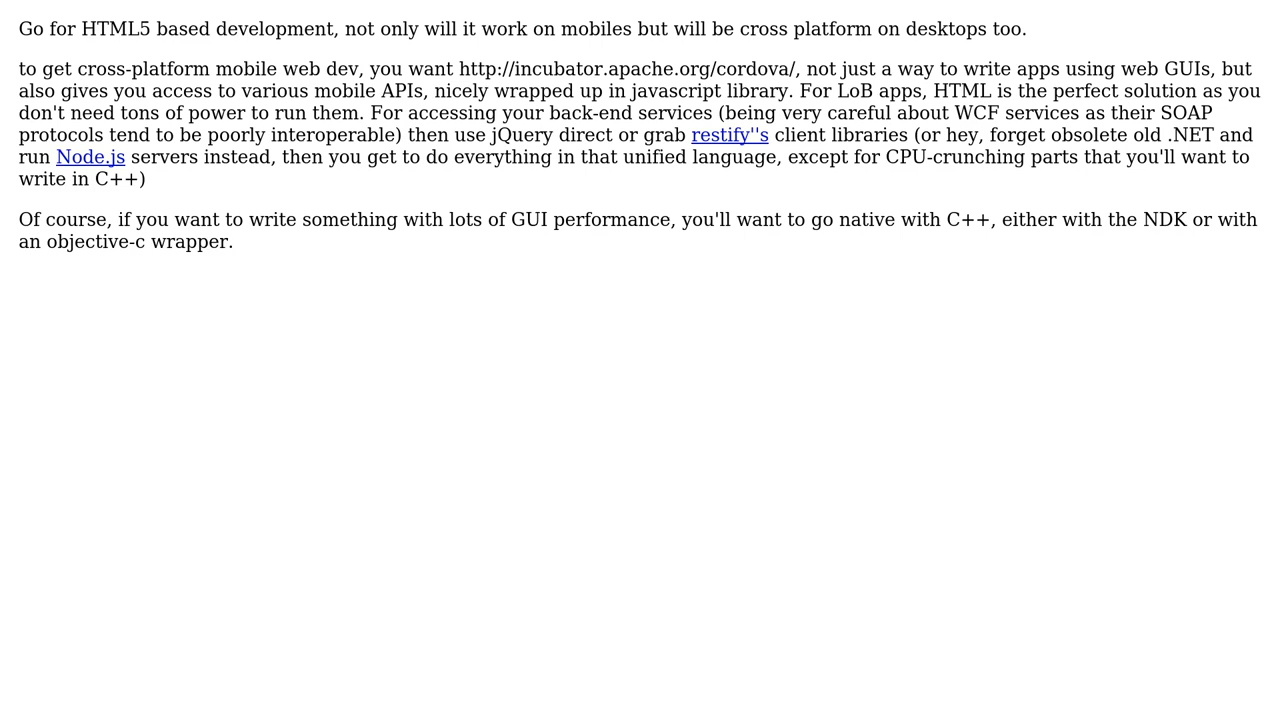 Go for HTML5 based development, not only will it work on mobiles but will be cross platform on desktops too.
to get cross-platform mobile web dev, you want http://incubator.apache.org/cordova/, not just a way to write apps using web GUIs, but
also gives you access to various mobile APIs, nicely wrapped up in javascript library. For LoB apps, HTML is the perfect solution as you
don't need tons of power to run them. For accessing your back-end services (being very careful about WCF services as their SOAP
protocols tend to be poorly interoperable) then use jQuery direct or grab restify''s client libraries (or hey, forget obsolete old .NET and
run Node.js servers instead, then you get to do everything in that unified language, except for CPU-crunching parts that you'll want to
write in C++)
Of course, if you want to write something with lots of GUI performance, you'll want to go native with C++, either with the NDK or with
an objective-c wrapper.